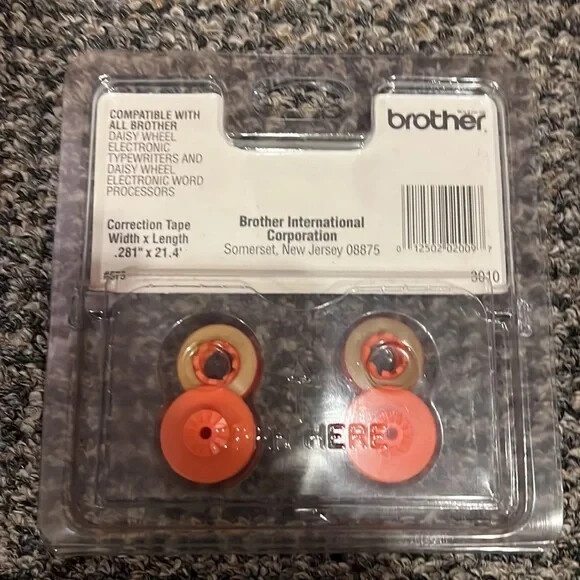 COMPATIBLE WITH
ALL BROTHER
DAISY WHEEL
ELECTRONIC
TYPEWRITERS AND
DAISY WHEEL
ELECTRONIC WORD
PROCESSORS
Correction Tape
Width x Length
.281" x 21.4'
brother
Brother International
Corporation
Somerset, New Jersey 08875
0 12502 02009 7
#575
3010
HERE